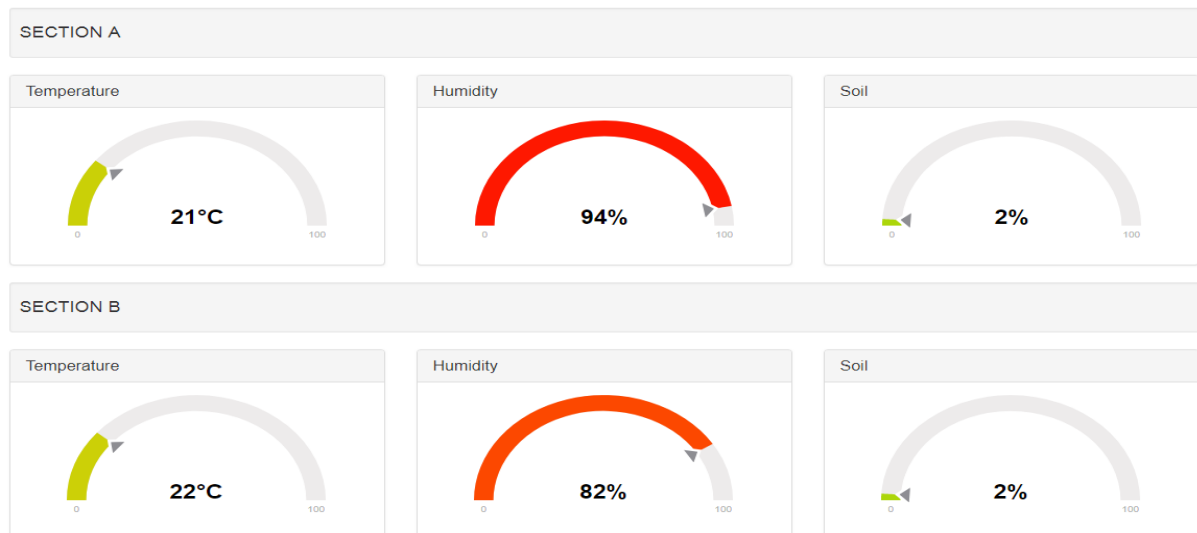 SECTION A
Temperature
Humidity
Soil
21°C
94%
2%
0
100
0
100
0
100
SECTION B
Temperature
Humidity
Soil
22°C
82%
2%
0
100
0
100
0
100